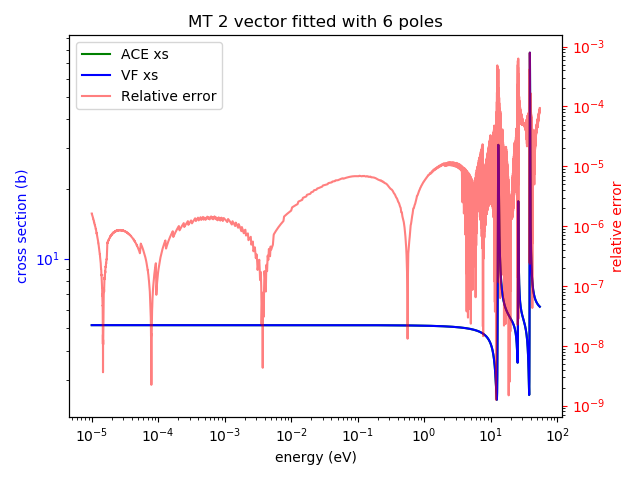 MT 2 vector fitted with 6 poles
ACE xs
VF xs
Relative error
cross section (b)
10¹
relative error
10⁻³
10⁻⁴
10⁻⁵
10⁻⁶
10⁻⁷
10⁻⁸
10⁻⁹
10⁻⁵ 10⁻⁴ 10⁻³ 10⁻² 10⁻¹ 10⁰ 10¹ 10²
energy (eV)